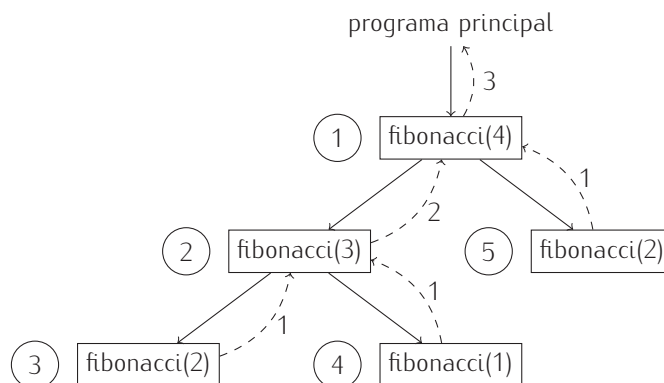 programa principal
3
1 fibonacci(4)
1
2
2 fibonacci(3) 5 fibonacci(2)
1
1
3 fibonacci(2) 4 fibonacci(1)